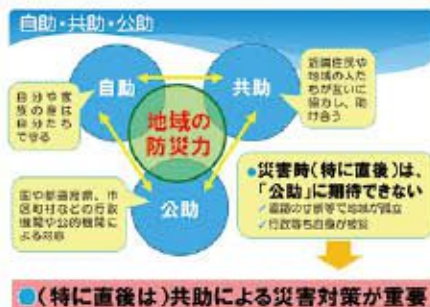 自助・共助・公助
自助
共助
公助
地域の
防災力
自分や家
族の身は
自分たち
で守る
近隣住民や
地域の人た
ちが互いに
協力し、助
け合う
国や都道府県、市
区町村などの行政
機関や公的機関に
よる対応
●災害時(特に直後)は、
「公助」に期待できない
✓道路の寸断等で地域が孤立
✓行政等も自身が被災
●(特に直後は)共助による災害対策が重要